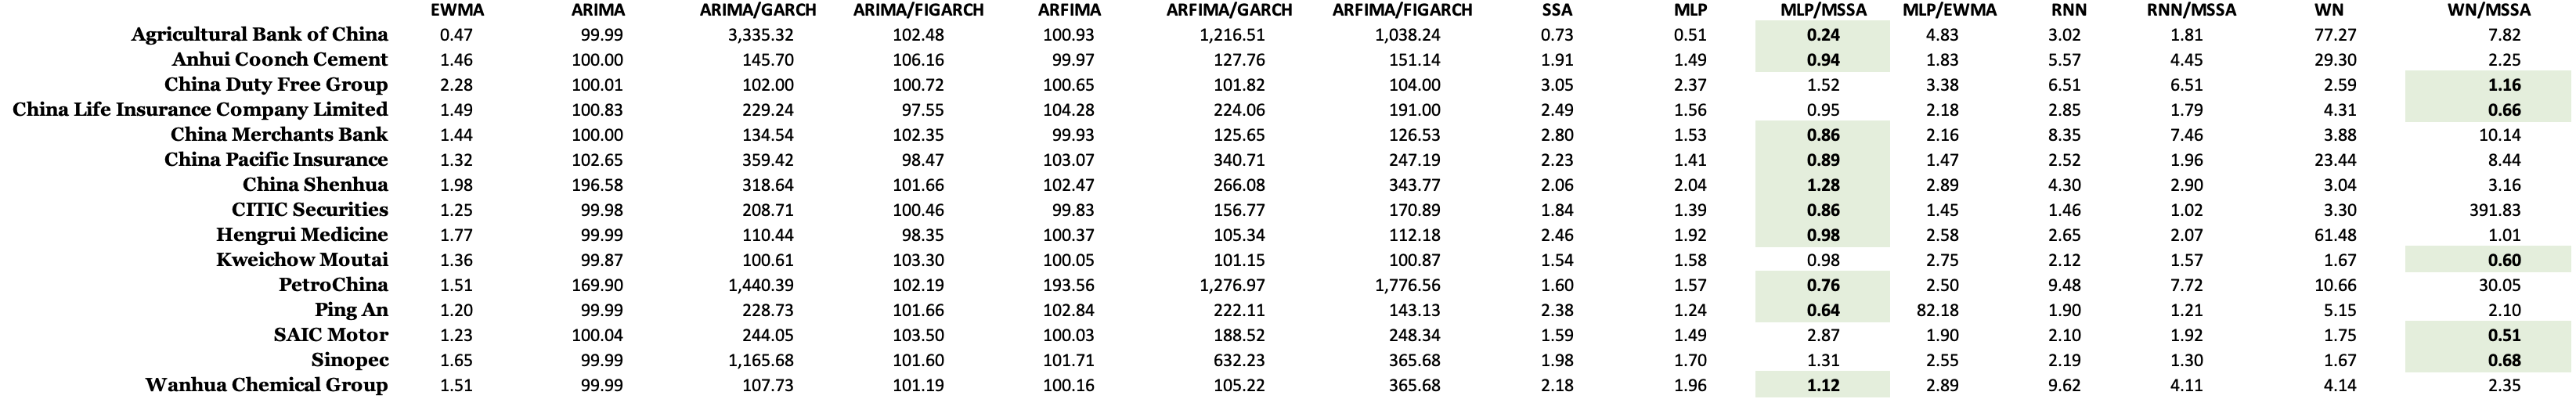 EWMA ARIMA ARIMA/GARCH ARIMA/FIGARCH ARFIMA ARFIMA/GARCH ARFIMA/FIGARCH SSA MLP MLP/MSSA MLP/EWMA RNN RNN/MSSA WN WN/MSSA
Agricultural Bank of China 0.47 99.99 3,335.32 102.48 100.93 1,216.51 1,038.24 0.73 0.51 0.24 4.83 3.02 1.81 77.27 7.82
Anhui Coonch Cement 1.46 100.00 145.70 106.16 99.97 127.76 151.14 1.91 1.49 0.94 1.83 5.57 4.45 29.30 2.25
China Duty Free Group 2.28 100.01 102.00 100.72 100.65 101.82 104.00 3.05 2.37 1.52 3.38 6.51 6.51 2.59 1.16
China Life Insurance Company Limited 1.49 100.83 229.24 97.55 104.28 224.06 191.00 2.49 1.56 0.95 2.18 2.85 1.79 4.31 0.66
China Merchants Bank 1.44 100.00 134.54 102.35 99.93 125.65 126.53 2.80 1.53 0.86 2.16 8.35 7.46 3.88 10.14
China Pacific Insurance 1.32 102.65 359.42 98.47 103.07 340.71 247.19 2.23 1.41 0.89 1.47 2.52 1.96 23.44 8.44
China Shenhua 1.98 196.58 318.64 101.66 102.47 266.08 343.77 2.06 2.04 1.28 2.89 4.30 2.90 3.04 3.16
CITIC Securities 1.25 99.98 208.71 100.46 99.83 156.77 170.89 1.84 1.39 0.86 1.45 1.46 1.02 3.30 391.83
Hengrui Medicine 1.77 99.99 110.44 98.35 100.37 105.34 112.18 2.46 1.92 0.98 2.58 2.65 2.07 61.48 1.01
Kweichow Moutai 1.36 99.87 100.61 103.30 100.05 101.15 100.87 1.54 1.58 0.98 2.75 2.12 1.57 1.67 0.60
PetroChina 1.51 169.90 1,440.39 102.19 193.56 1,276.97 1,776.56 1.60 1.57 0.76 2.50 9.48 7.72 10.66 30.05
Ping An 1.20 99.99 228.73 101.66 102.84 222.11 143.13 2.38 1.24 0.64 82.18 1.90 1.21 5.15 2.10
SAIC Motor 1.23 100.04 244.05 103.50 100.03 188.52 248.34 1.59 1.49 2.87 1.90 2.10 1.92 1.75 0.51
Sinopec 1.65 99.99 1,165.68 101.60 101.71 632.23 365.68 1.98 1.70 1.31 2.55 2.19 1.30 1.67 0.68
Wanhua Chemical Group 1.51 99.99 107.73 101.19 100.16 105.22 365.68 2.18 1.96 1.12 2.89 9.62 4.11 4.14 2.35